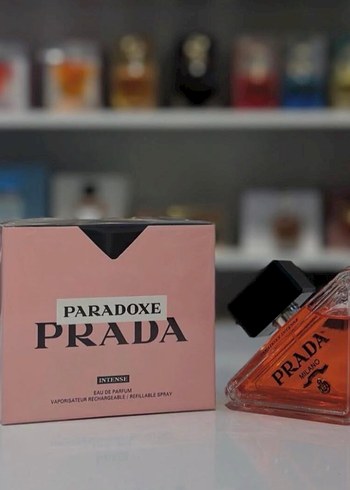 PARADOXE
PRADA
INTENSE
EAU DE PARFUM
VAPORISATEUR RECHARGEABLE / REFILLABLE SPRAY
PRADA
MILANO